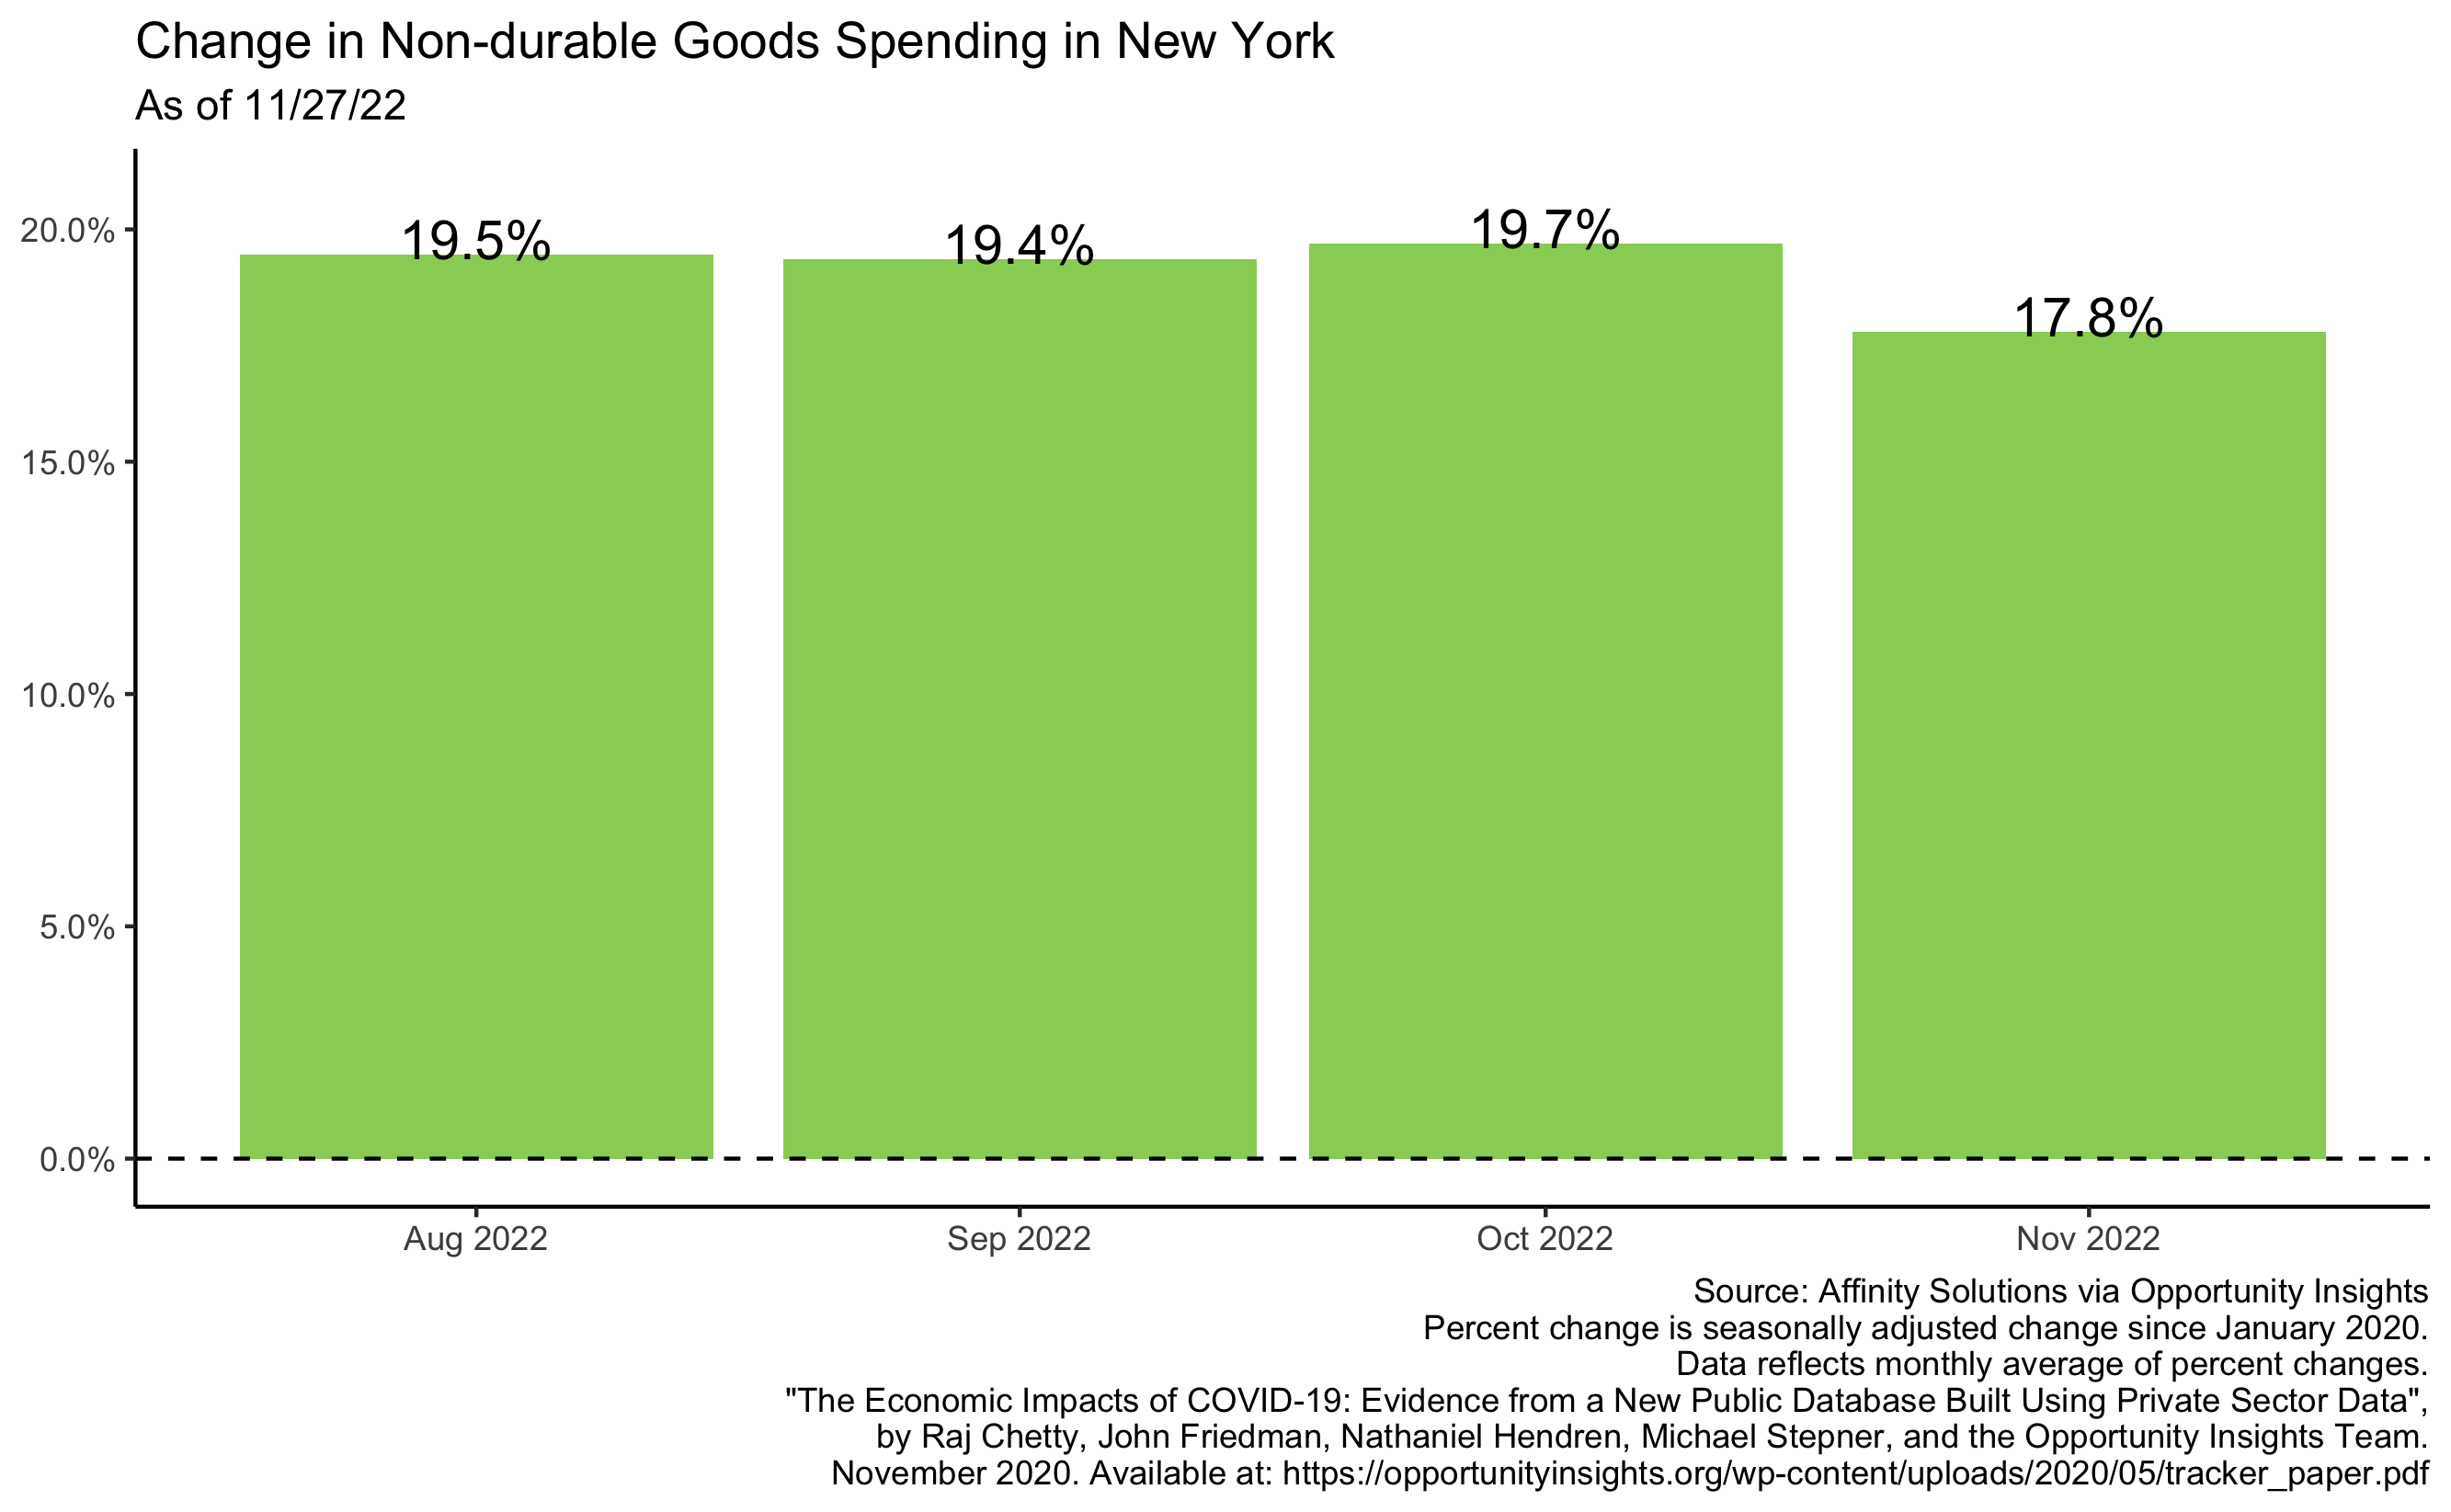 Change in Non-durable Goods Spending in New York
As of 11/27/22
20.0%
15.0%
10.0%
5.0%
0.0%
19.5%
19.4%
19.7%
17.8%
Aug 2022
Sep 2022
Oct 2022
Nov 2022
Source: Affinity Solutions via Opportunity Insights
Percent change is seasonally adjusted change since January 2020.
Data reflects monthly average of percent changes.
"The Economic Impacts of COVID-19: Evidence from a New Public Database Built Using Private Sector Data",
by Raj Chetty, John Friedman, Nathaniel Hendren, Michael Stepner, and the Opportunity Insights Team.
November 2020. Available at: https://opportunityinsights.org/wp-content/uploads/2020/05/tracker_paper.pdf